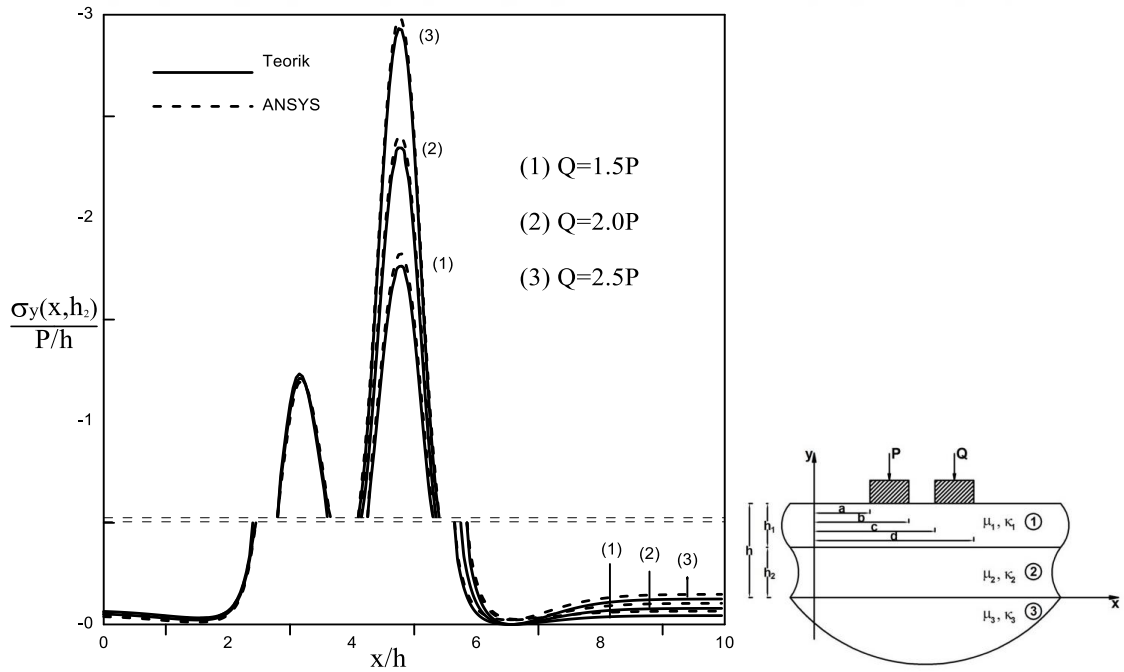 -3
-2
-1
-0
Teorik
ANSYS
(3)
(2)
(1)
(1) Q=1.5P
(2) Q=2.0P
(3) Q=2.5P
σy(x,h₂)
P/h
(1) (2) (3)
0 2 4 6 8 10
x/h
y P Q
a
b
c
d
h h₁ h₂
μ₁, κ₁ 1
μ₂, κ₂ 2
μ₃, κ₃ 3
x